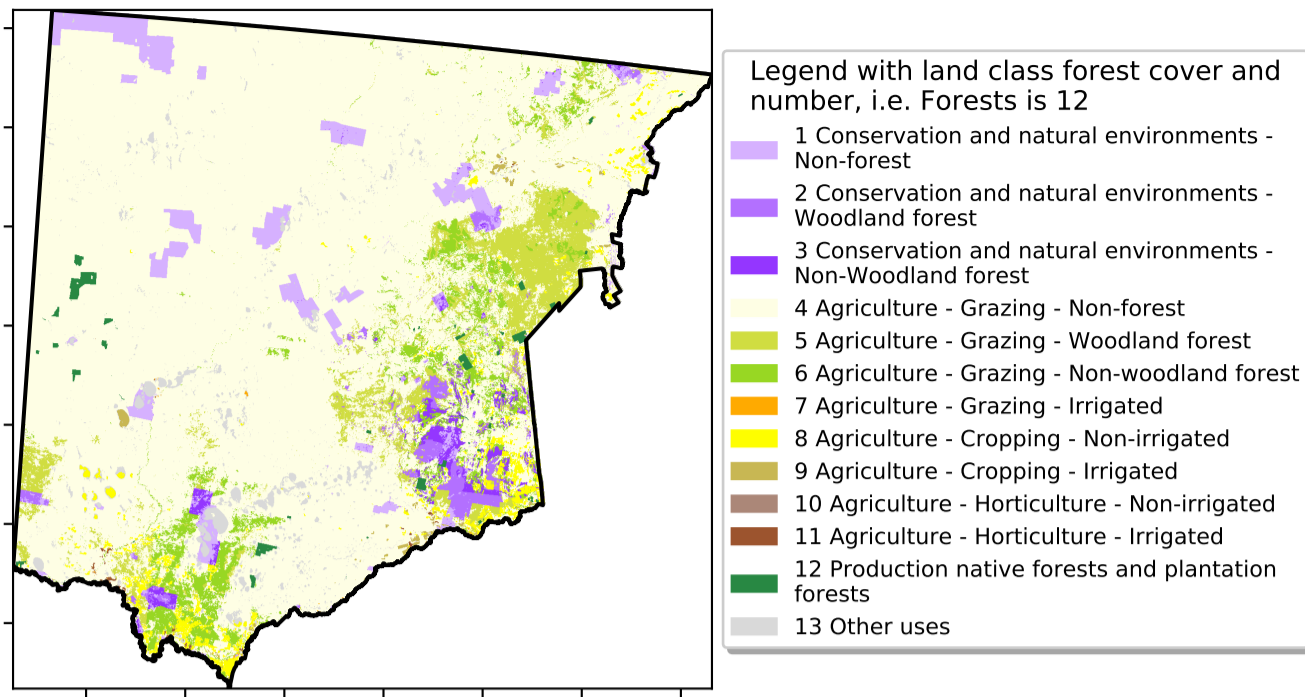 Legend with land class forest cover and
number, i.e. Forests is 12
1 Conservation and natural environments -
Non-forest
2 Conservation and natural environments -
Woodland forest
3 Conservation and natural environments -
Non-Woodland forest
4 Agriculture - Grazing - Non-forest
5 Agriculture - Grazing - Woodland forest
6 Agriculture - Grazing - Non-woodland forest
7 Agriculture - Grazing - Irrigated
8 Agriculture - Cropping - Non-irrigated
9 Agriculture - Cropping - Irrigated
10 Agriculture - Horticulture - Non-irrigated
11 Agriculture - Horticulture - Irrigated
12 Production native forests and plantation
forests
13 Other uses